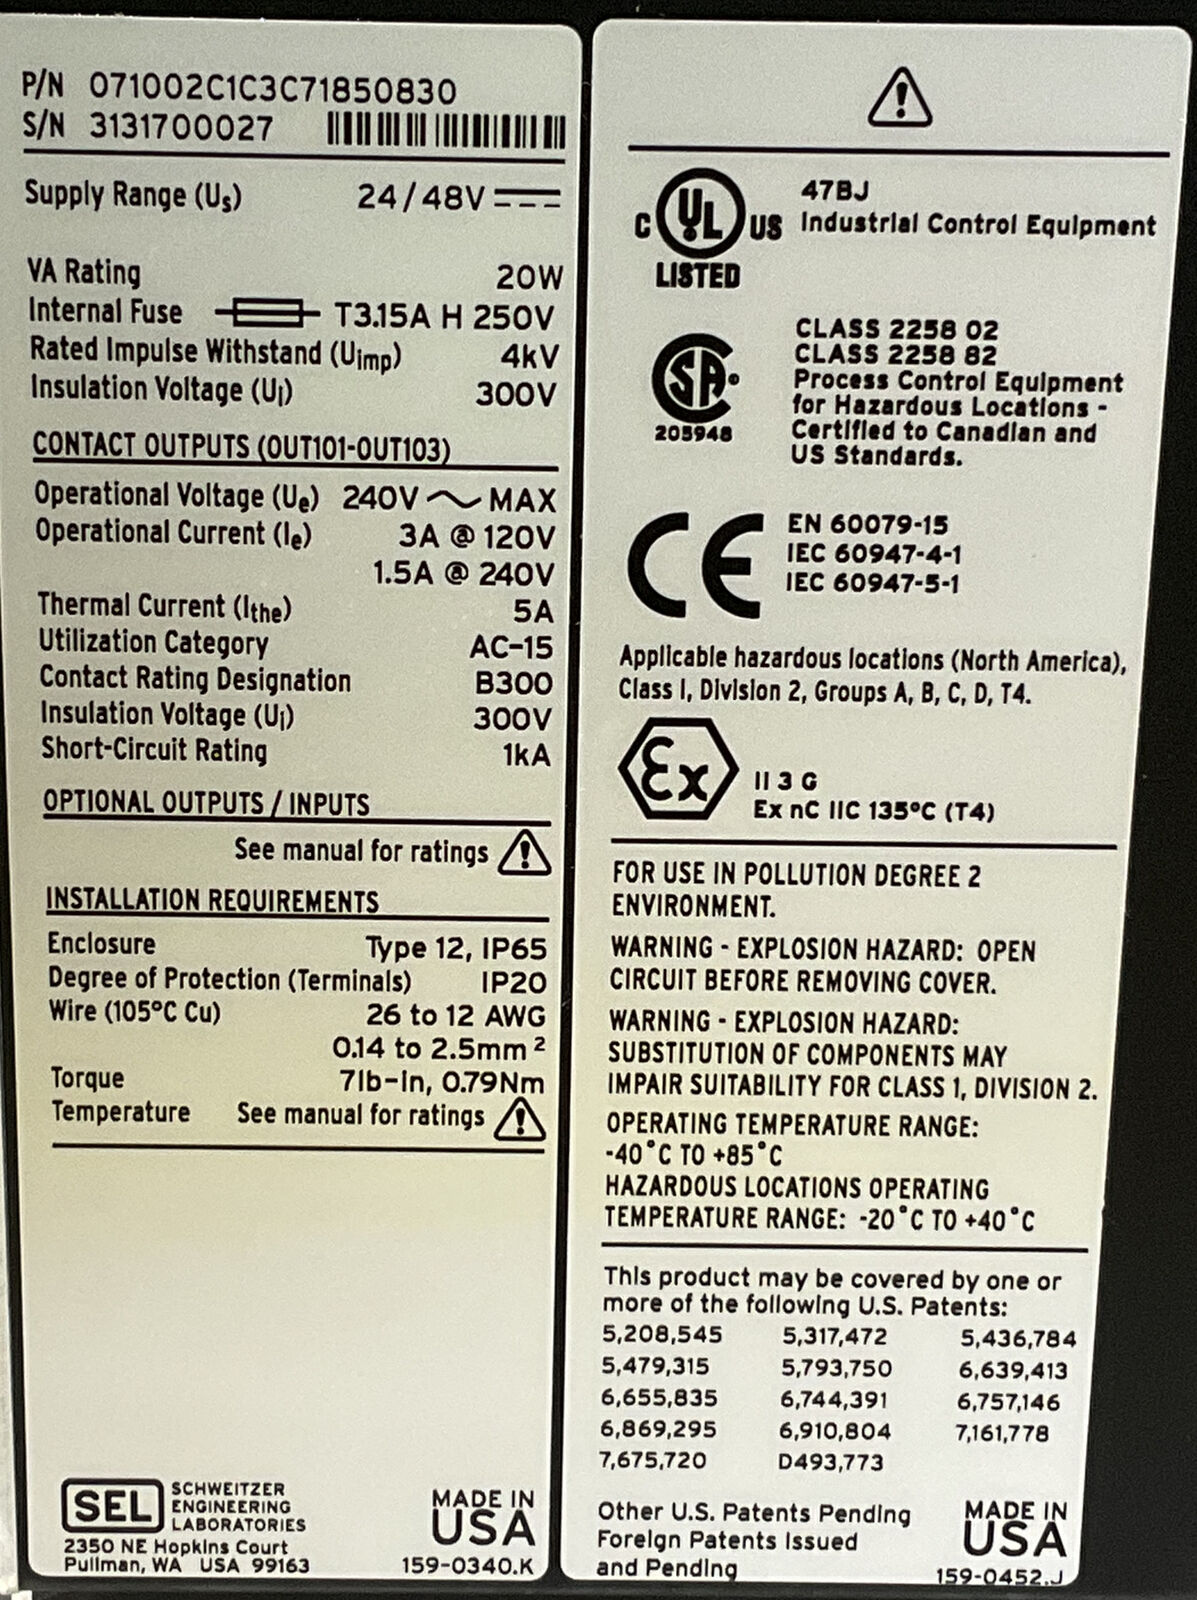 P/N 071002C1C3C71850830
S/N 3131700027
Supply Range (Us) 24/48V
VA Rating 20W
Internal Fuse T3.15A H 250V
Rated Impulse Withstand (Uimp) 4kV
Insulation Voltage (Ui) 300V
CONTACT OUTPUTS (OUT101-OUT103)
Operational Voltage (Ue) 240V ~ MAX
Operational Current (Ie) 3A @ 120V
1.5A @ 240V
Thermal Current (Ithe) 5A
Utilization Category AC-15
Contact Rating Designation B300
Insulation Voltage (Ui) 300V
Short-Circuit Rating 1kA
OPTIONAL OUTPUTS / INPUTS
See manual for ratings
INSTALLATION REQUIREMENTS
Enclosure Type 12, IP65
Degree of Protection (Terminals) IP20
Wire (105°C Cu) 26 to 12 AWG
0.14 to 2.5mm²
Torque 7lb-in, 0.79Nm
Temperature See manual for ratings
SEL SCHWEITZER
ENGINEERING
LABORATORIES
2350 NE Hopkins Court
Pullman, WA USA 99163
MADE IN
USA
159-0340.K
C UL US
LISTED
47BJ
Industrial Control Equipment
SA
205948
CLASS 2258 02
CLASS 2258 82
Process Control Equipment
for Hazardous Locations -
Certified to Canadian and
US Standards.
CE
EN 60079-15
IEC 60947-4-1
IEC 60947-5-1
Applicable hazardous locations (North America),
Class I, Division 2, Groups A, B, C, D, T4.
Ex
II 3 G
Ex nC IIC 135°C (T4)
FOR USE IN POLLUTION DEGREE 2
ENVIRONMENT.
WARNING - EXPLOSION HAZARD: OPEN
CIRCUIT BEFORE REMOVING COVER.
WARNING - EXPLOSION HAZARD:
SUBSTITUTION OF COMPONENTS MAY
IMPAIR SUITABILITY FOR CLASS 1, DIVISION 2.
OPERATING TEMPERATURE RANGE:
-40°C TO +85°C
HAZARDOUS LOCATIONS OPERATING
TEMPERATURE RANGE: -20°C TO +40°C
This product may be covered by one or
more of the following U.S. Patents:
5,208,545 5,317,472 5,436,784
5,479,315 5,793,750 6,639,413
6,655,835 6,744,391 6,757,146
6,869,295 6,910,804 7,161,778
7,675,720 D493,773
Other U.S. Patents Pending
Foreign Patents Issued
and Pending
MADE IN
USA
159-0452.J